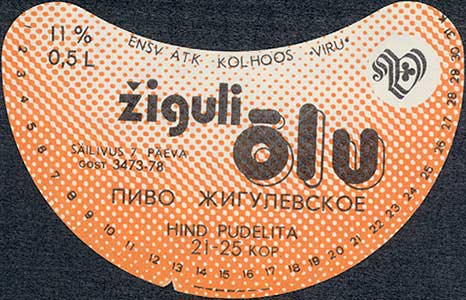 11 %
0,5 L
ENSV ATK KOLHOOS "VIRU"
žiguli
õlu
SÄILIVUS 7 PÄEVA
GOST 3473-78
ПИВО ЖИГУЛЕВСКОЕ
HIND PUDELITA
21-25 KOP
1 2 3 4 5 6 7 8 9 10 11 12 13 14 15 16 17 18 19 20 21 22 23 24 25 26 27 28 29 30 31